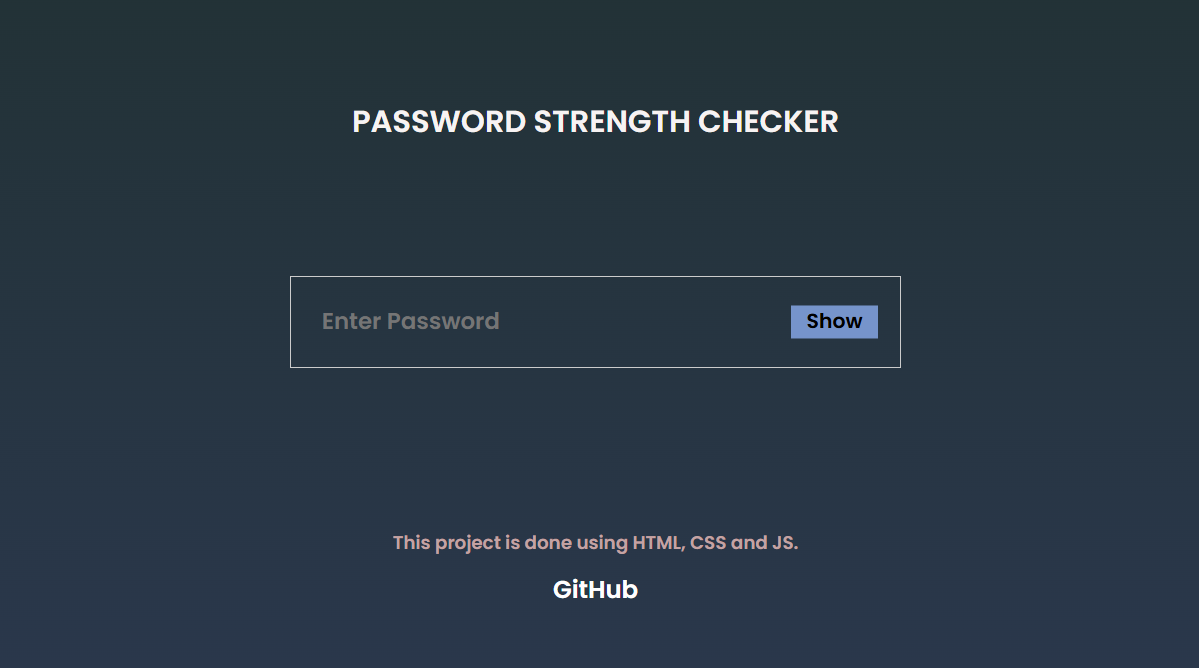 PASSWORD STRENGTH CHECKER
Enter Password
Show
This project is done using HTML, CSS and JS.
GitHub